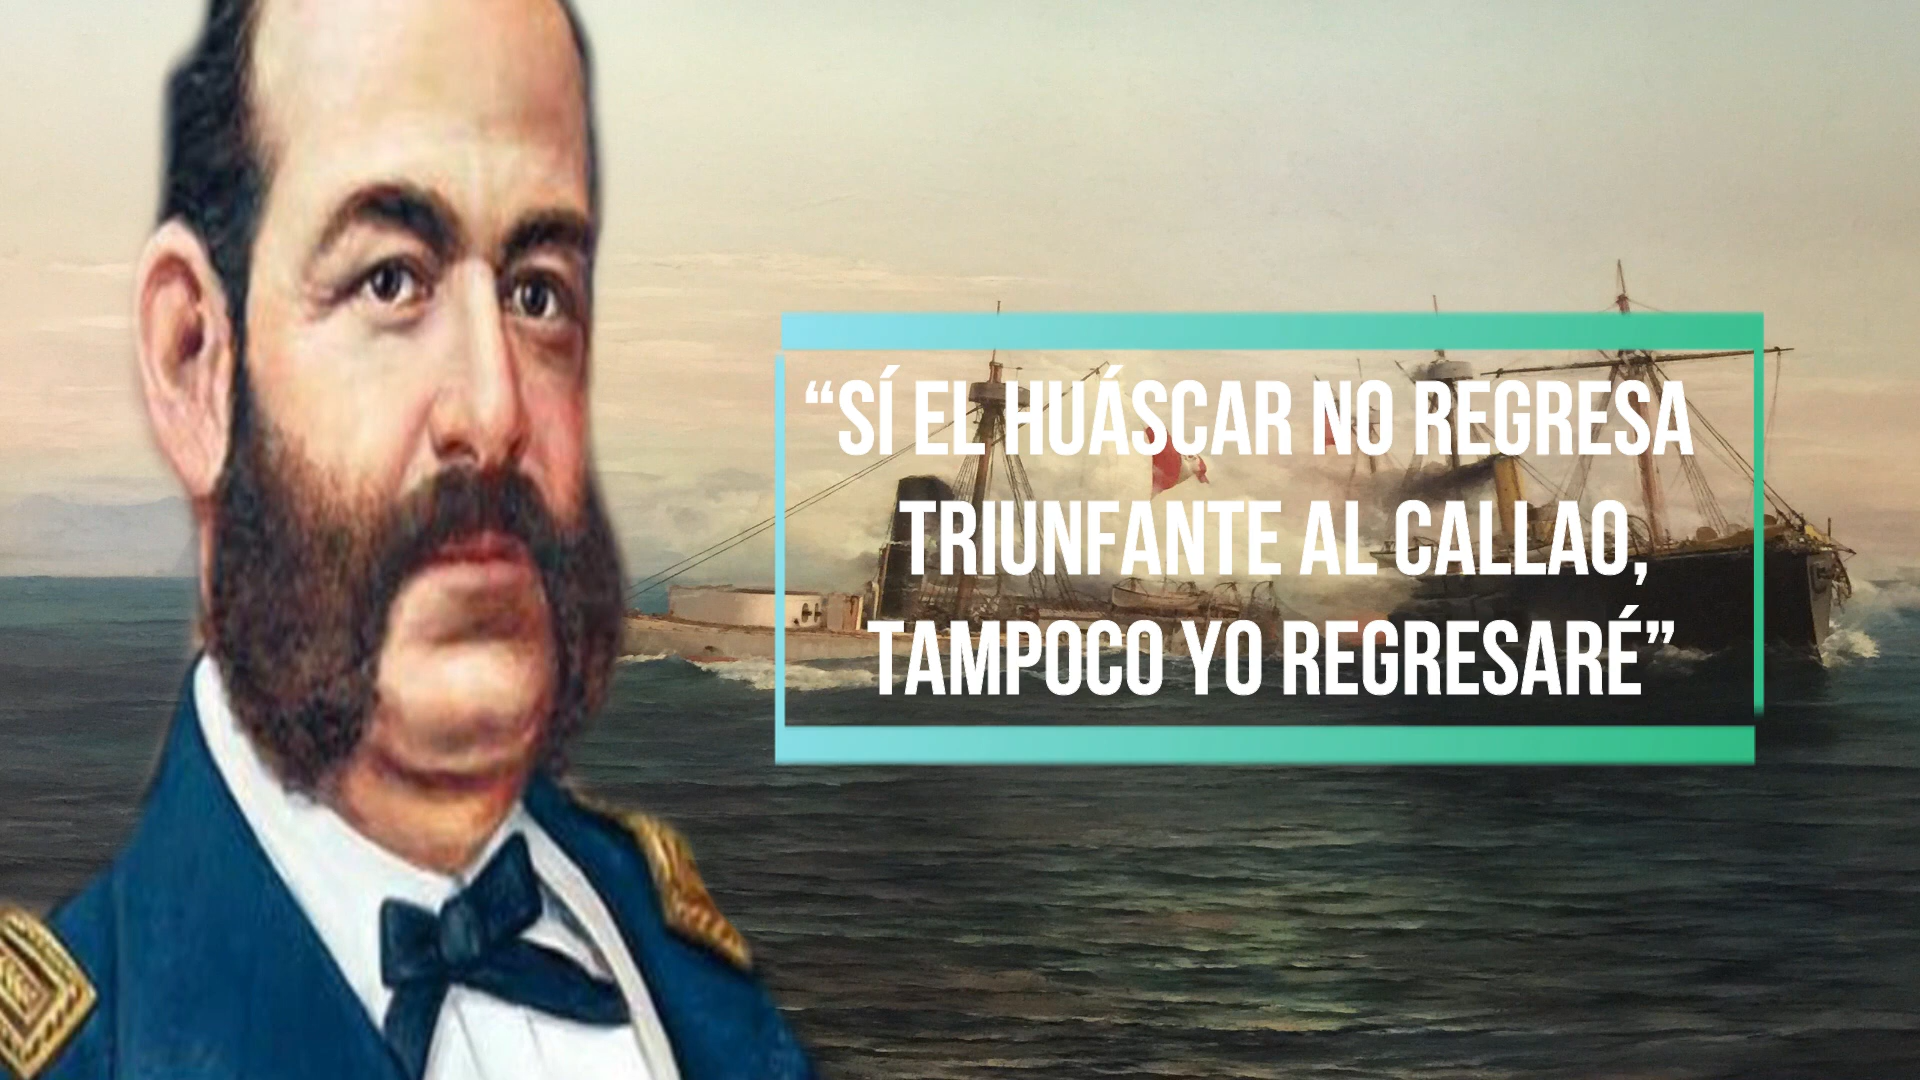 “SÍ EL HUÁSCAR NO REGRESA
TRIUNFANTE AL CALLAO,
TAMPOCO YO REGRESARÉ”